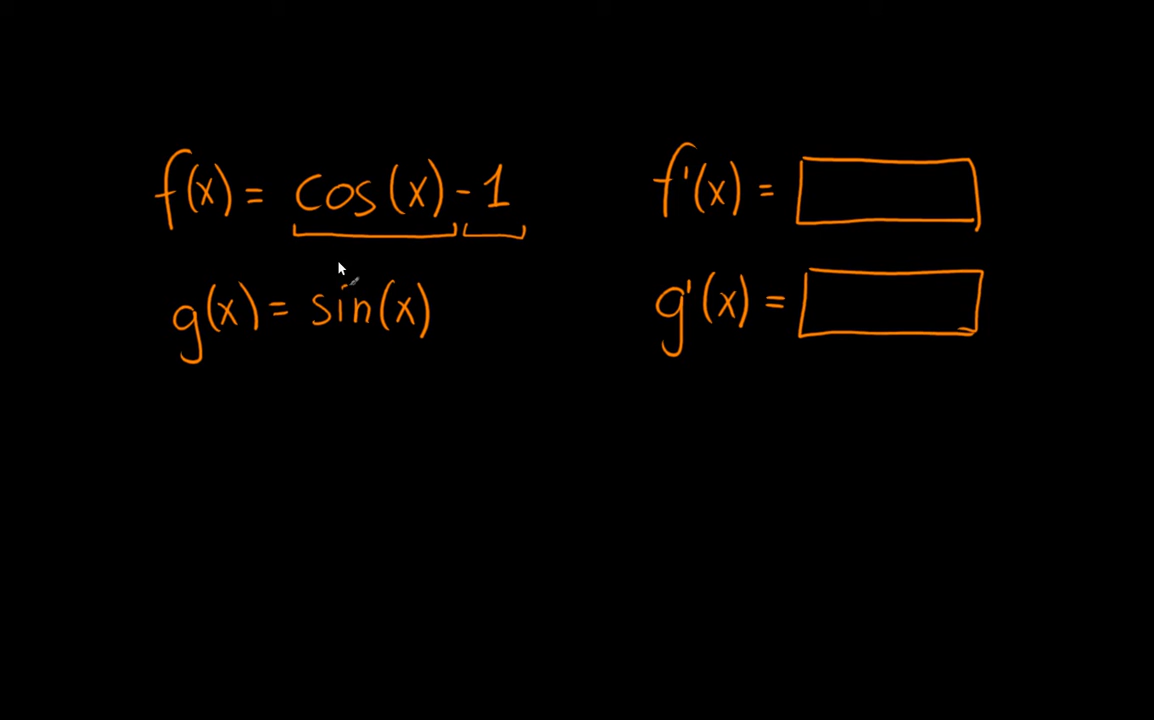 f(x) = cos(x) - 1
f'(x) =
g(x) = sin(x)
g'(x) =